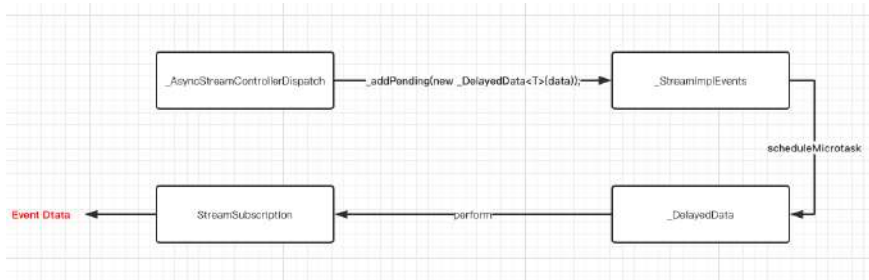 _AsyncStreamControllerDispatch
_addPending(new _DelayedData<T>(data));
_StreamImplEvents
scheduleMicrotask
Event Dtata
StreamSubscription
perform
_DelayedData